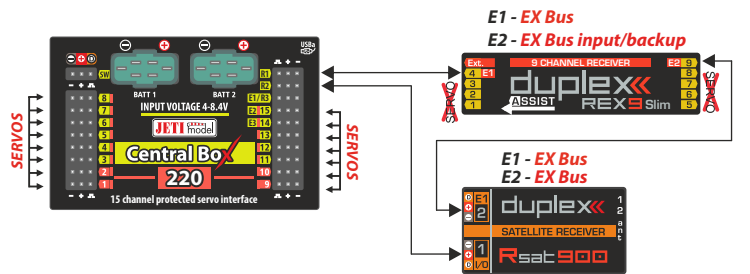 E1 - EX Bus
E2 - EX Bus input/backup
USBa
SW
BATT 1
BATT 2
R1
R2
E1/R3
E2 15
E3 14
13
12
11
10
9
8
7
6
5
4
3
2
1
INPUT VOLTAGE 4-8.4V
JETI model
Central Box
220
15 channel protected servo interface
SERVOS
SERVOS
Ext.
9 CHANNEL RECEIVER
E2 9
4 E1
3
2
1
8
7
6
5
duplex
ASSIST
REX9 Slim
SERVO
SERVO
E1 - EX Bus
E2 - EX Bus
E1
2
duplex
1
2
ant
SATELLITE RECEIVER
1
I/O
Rsat900